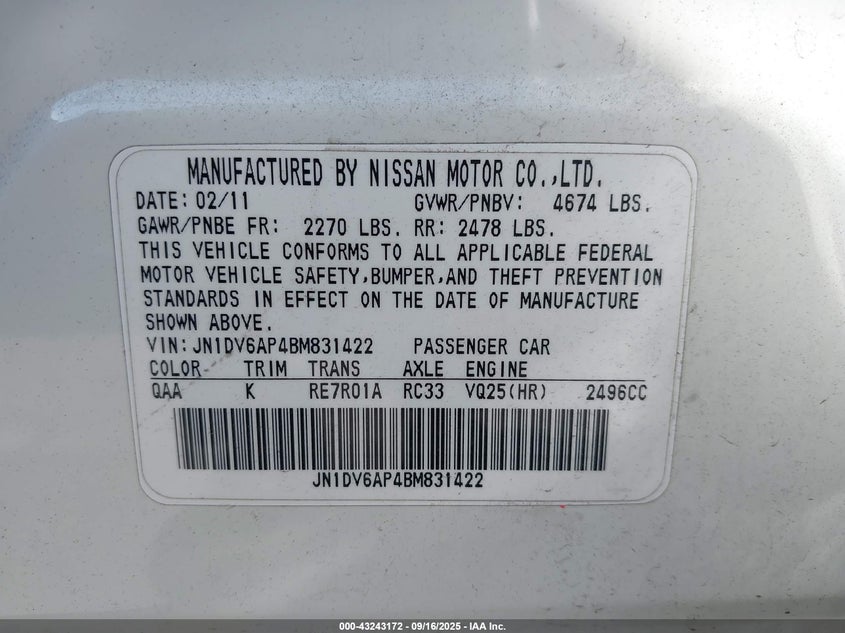 MANUFACTURED BY NISSAN MOTOR CO.,LTD.
DATE: 02/11 GVWR/PNBV: 4674 LBS.
GAWR/PNBE FR: 2270 LBS. RR: 2478 LBS.
THIS VEHICLE CONFORMS TO ALL APPLICABLE FEDERAL
MOTOR VEHICLE SAFETY,BUMPER,AND THEFT PREVENTION
STANDARDS IN EFFECT ON THE DATE OF MANUFACTURE
SHOWN ABOVE.
VIN:JN1DV6AP4BM831422 PASSENGER CAR
COLOR TRIM TRANS AXLE ENGINE
QAA K RE7R01A RC33 VQ25(HR) 2496CC
JN1DV6AP4BM831422
000-43243172 - 09/16/2025 - IAA Inc.